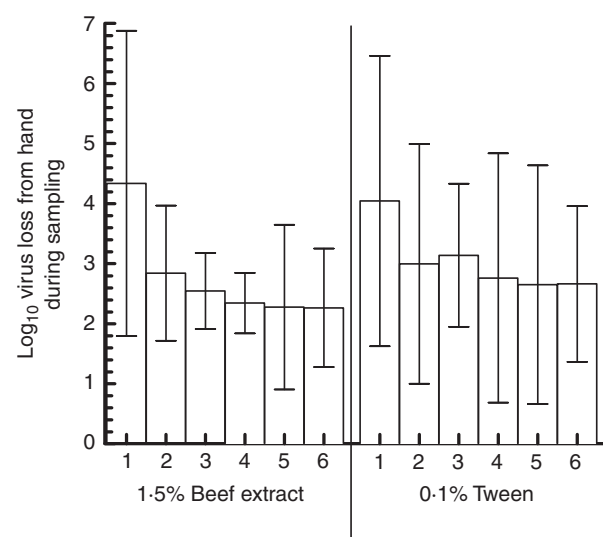 Log₁₀ virus loss from hand
during sampling
7
6
5
4
3
2
1
0
1 2 3 4 5 6 1 2 3 4 5 6
1·5% Beef extract 0·1% Tween